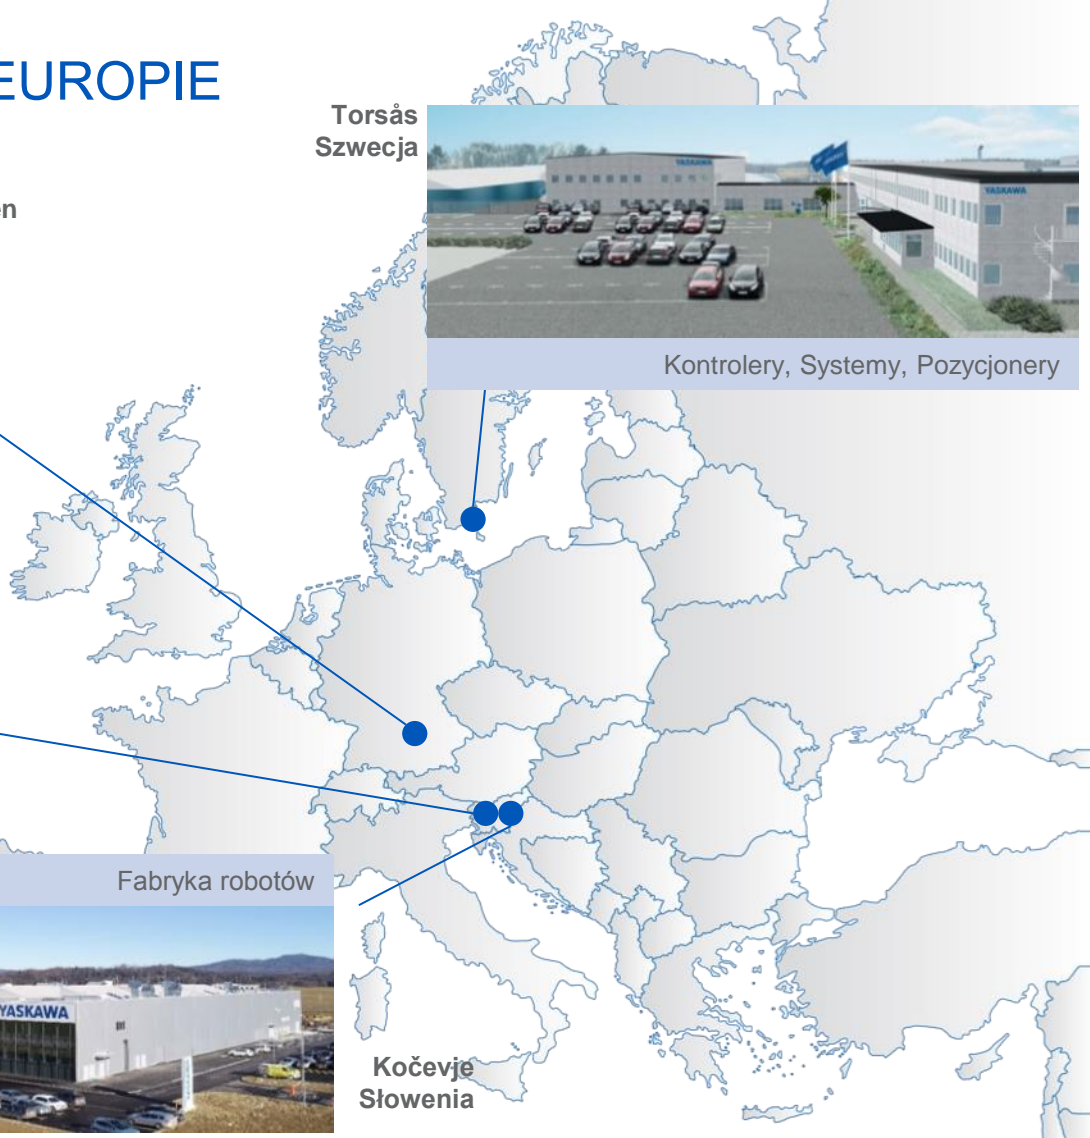 EUROPIE
Torsås
Szwecja
en
YASKAWA
YASKAWA
Kontrolery, Systemy, Pozycjonery
Fabryka robotów
YASKAWA
Kočevje
Słowenia